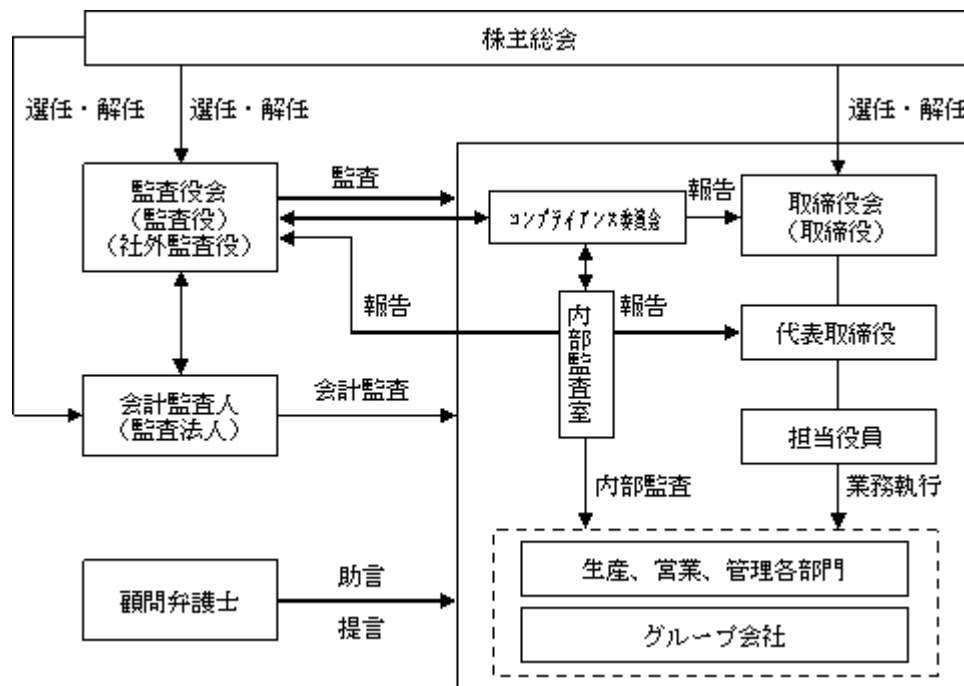 株主総会
選任・解任
選任・解任
選任・解任
監査役会
(監査役)
(社外監査役)
監査
コンプライアンス委員会
報告
取締役会
(取締役)
報告
内部監査室
報告
代表取締役
会計監査人
(監査法人)
会計監査
担当役員
内部監査
業務執行
顧問弁護士
助言
提言
生産、営業、管理各部門
グループ会社